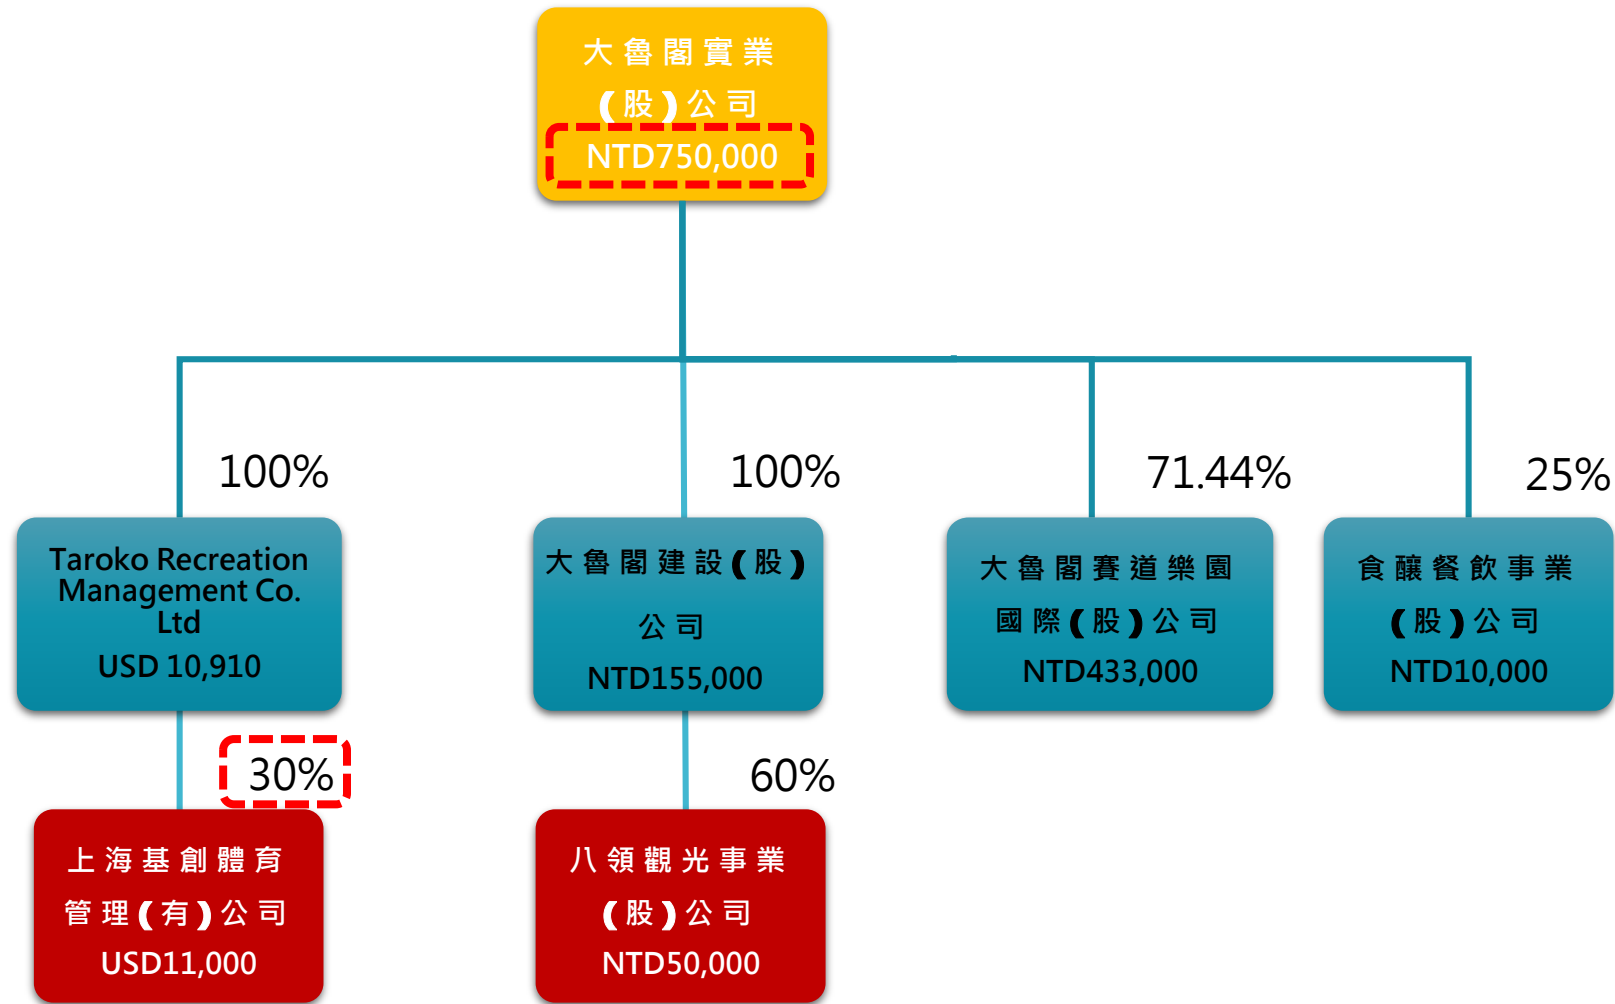 大魯閣實業
(股)公司
NTD750,000
100%
100%
71.44%
25%
Taroko Recreation
Management Co.
Ltd
USD 10,910
大魯閣建設(股)
公司
NTD155,000
大魯閣賽道樂園
國際(股)公司
NTD433,000
食釀餐飲事業
(股)公司
NTD10,000
30%
60%
上海基創體育
管理(有)公司
USD11,000
八領觀光事業
(股)公司
NTD50,000